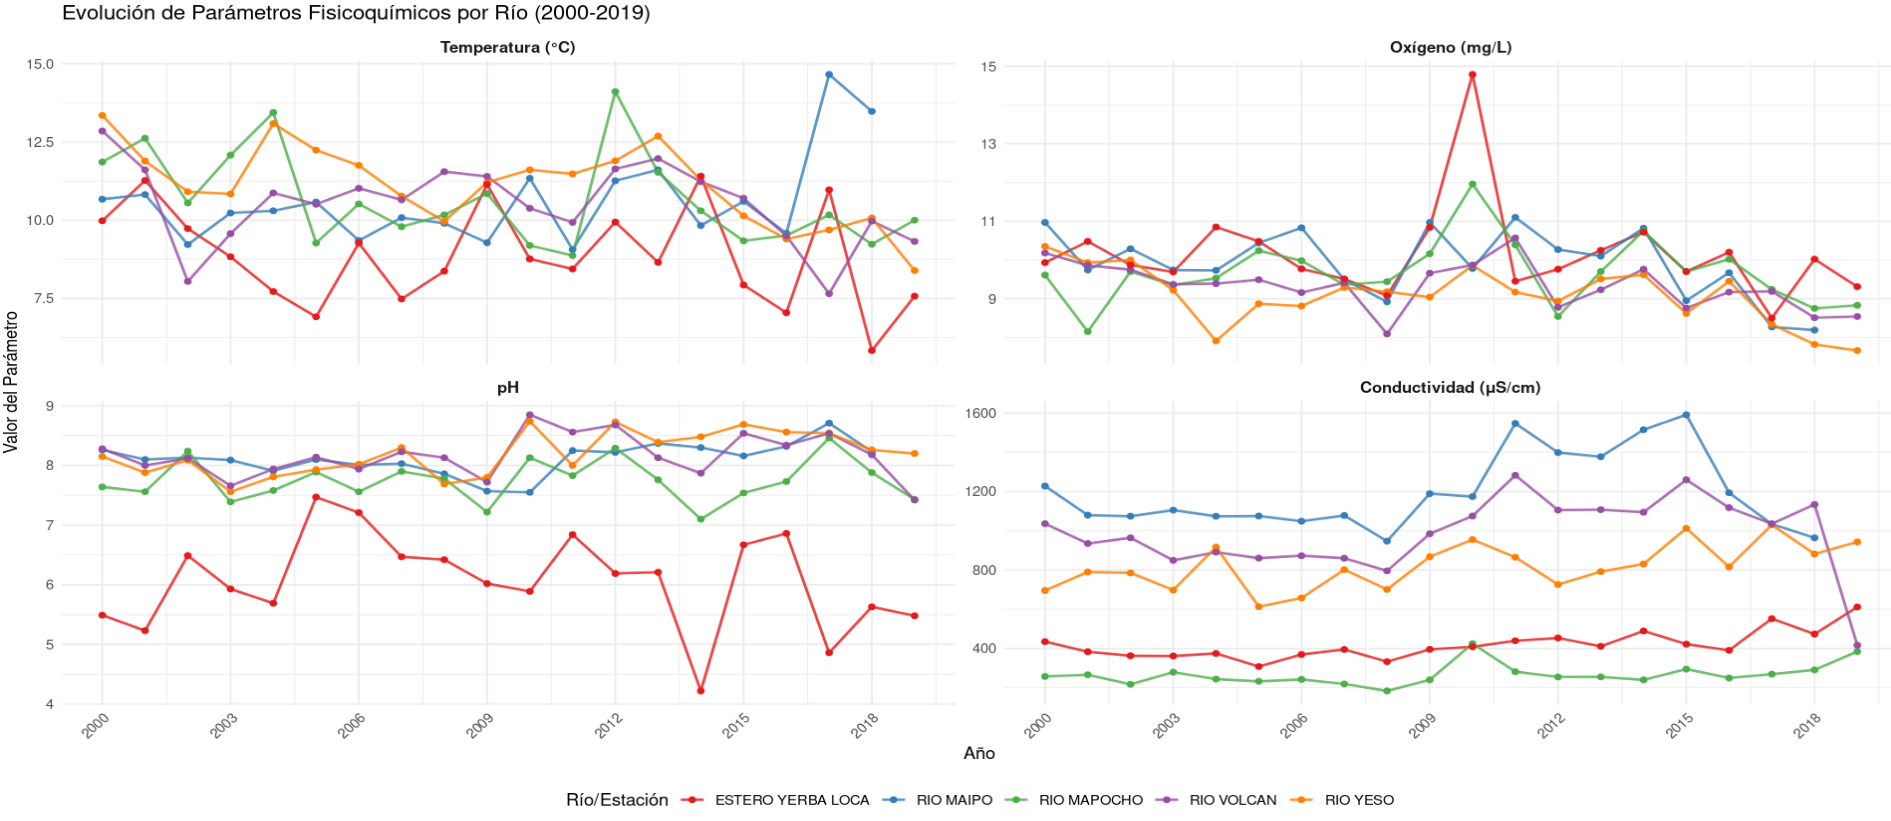 Evolución de Parámetros Fisicoquímicos por Río (2000-2019)
Temperatura (°C)
Oxígeno (mg/L)
15.0
12.5
10.0
7.5
15
13
11
9
pH
Conductividad (µS/cm)
9
8
7
6
5
4
1600
1200
800
400
Valor del Parámetro
2000 2003 2006 2009 2012 2015 2018
2000 2003 2006 2009 2012 2015 2018
Año
Río/Estación ESTERO YERBA LOCA RIO MAIPO RIO MAPOCHO RIO VOLCAN RIO YESO